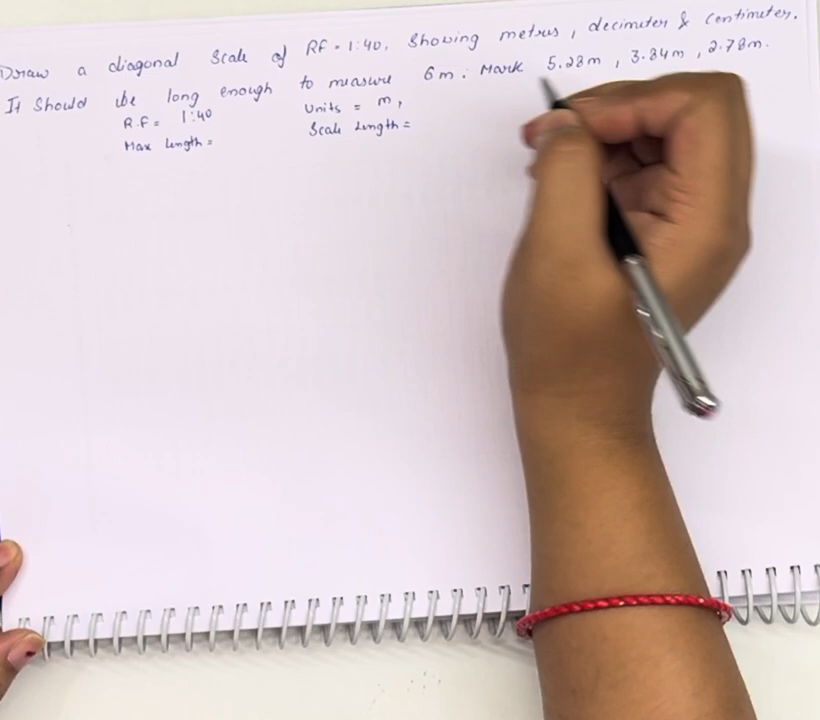 Draw a diagonal Scale of RF = 1:40, Showing metres, decimeter & Centimeter.
It Should be long enough to measure 6m. Mark 5.28m, 3.84m, 2.78m.
R.F = 1:40 Units = m,
Max Length = Scale Length =